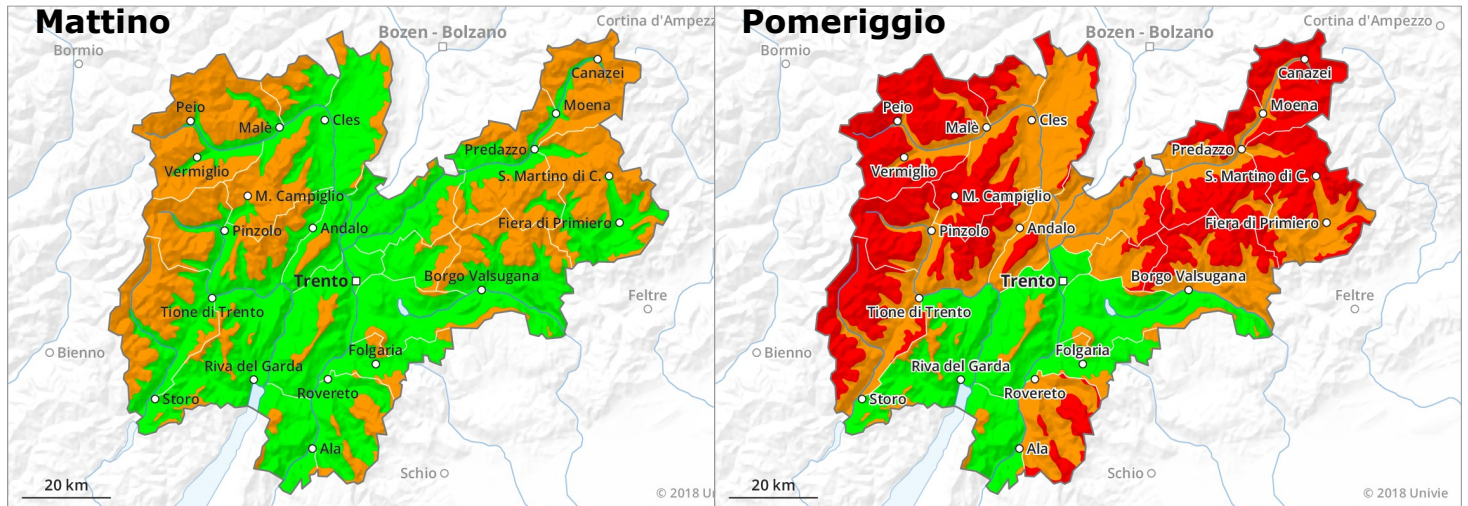 Mattino
Cortina d'Ampezz
Bozen - Bolzano
Bormio
Canazei
Peio
Moena
Malè
Cles
Predazzo
Vermiglio
S. Martino di C.
M. Campiglio
Fiera di Primiero
Pinzolo
Andalo
Trento
Borgo Valsugana
Feltre
Tione di Trento
Bienno
Folgaria
Riva del Garda
Rovereto
Storo
Ala
Schio
20 km
© 2018 Un
Pomeriggio
Cortina d'Ampezzo
Bozen - Bolzano
Bormio
Canazei
Peio
Moena
Malè
Cles
Predazzo
Vermiglio
S. Martino di C.
M. Campiglio
Fiera di Primiero
Pinzolo
Andalo
Trento
Borgo Valsugana
Feltre
Tione di Trento
Bienno
Folgaria
Riva del Garda
Rovereto
Storo
Ala
Schio
20 km
© 2018 Univie